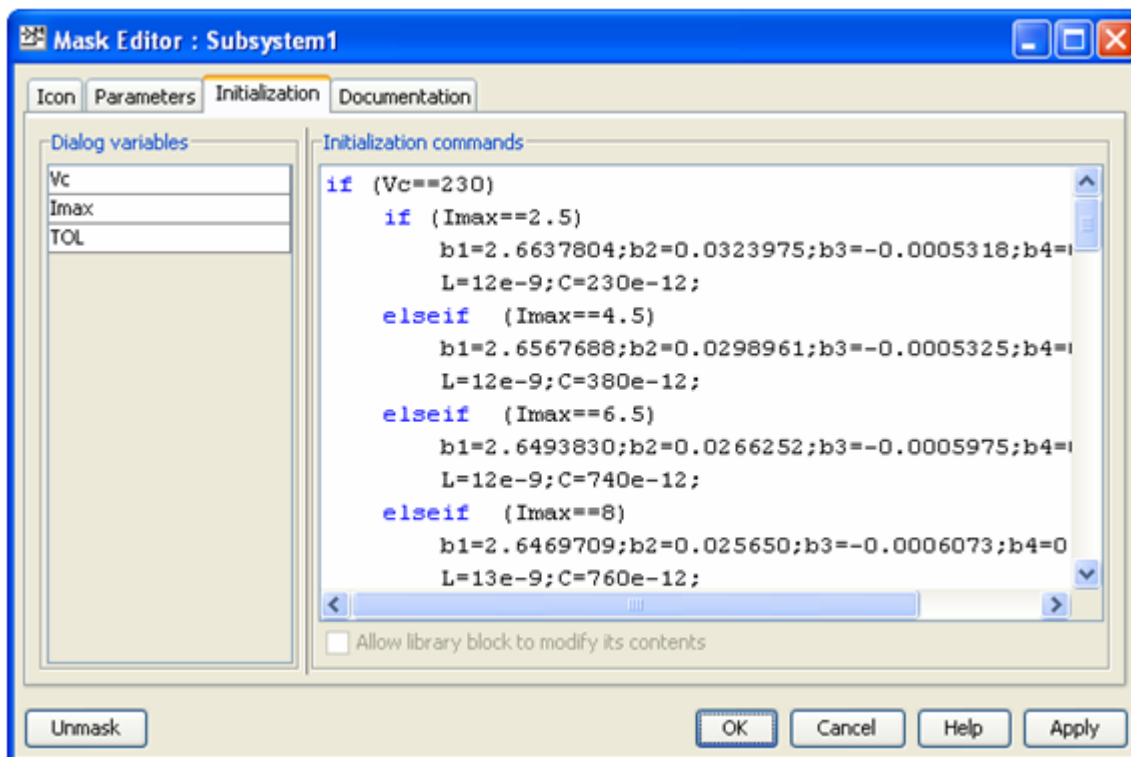 Mask Editor : Subsystem1
Icon Parameters Initialization Documentation
Dialog variables
Vc
Imax
TOL
Initialization commands
if (Vc==230)
if (Imax==2.5)
b1=2.6637804;b2=0.0323975;b3=-0.0005318;b4=
L=12e-9;C=230e-12;
elseif (Imax==4.5)
b1=2.6567688;b2=0.0298961;b3=-0.0005325;b4=
L=12e-9;C=380e-12;
elseif (Imax==6.5)
b1=2.6493830;b2=0.0266252;b3=-0.0005975;b4=
L=12e-9;C=740e-12;
elseif (Imax==8)
b1=2.6469709;b2=0.025650;b3=-0.0006073;b4=0
L=13e-9;C=760e-12;
Allow library block to modify its contents
Unmask OK Cancel Help Apply